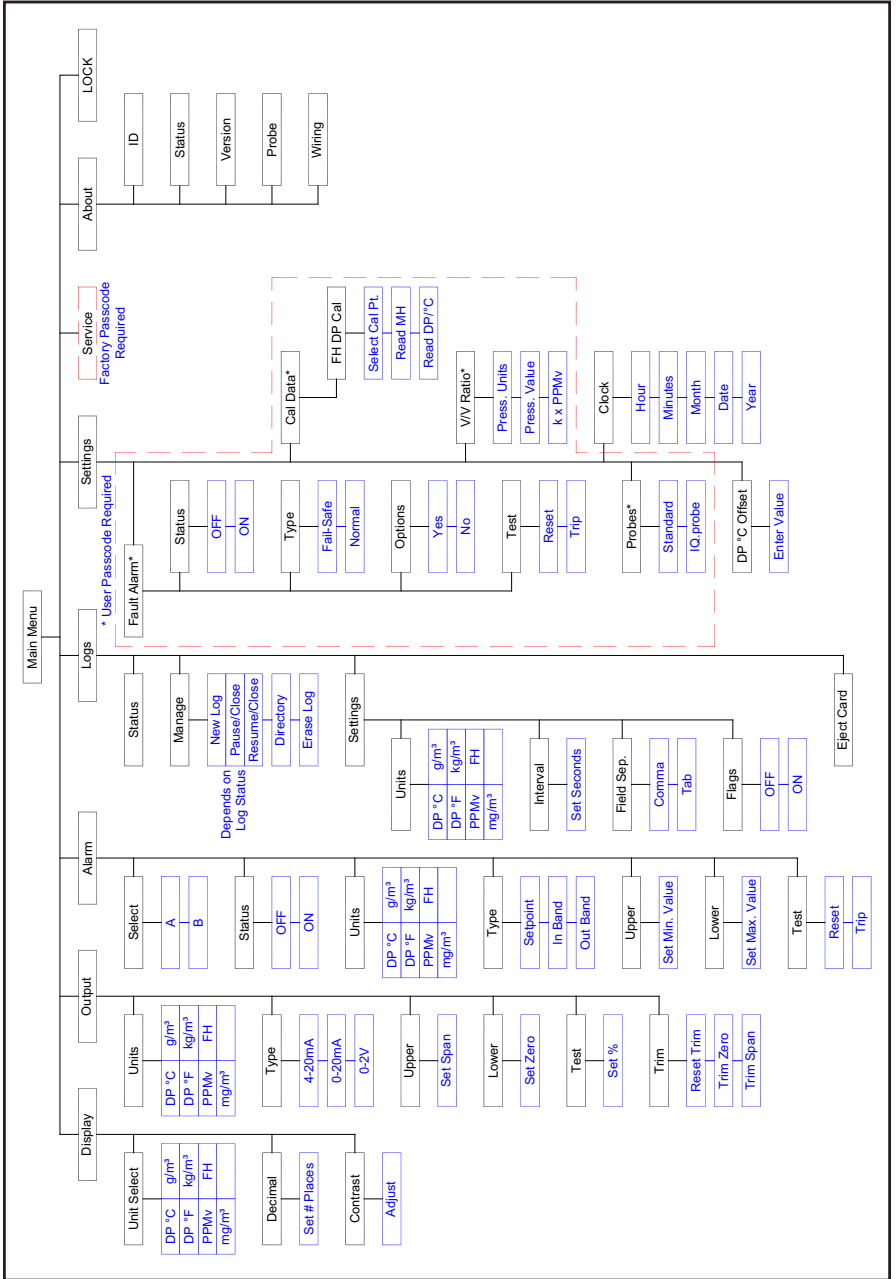 Main Menu
Display
Output
Alarm
Logs
Settings
Service
About
LOCK
Unit Select
DP °C g/m³
DP °F kg/m³
PPMv FH
mg/m³
Decimal
Set # Places
Contrast
Adjust
Units
DP °C g/m³
DP °F kg/m³
PPMv FH
mg/m³
Type
4-20mA
0-20mA
0-2V
Upper
Set Span
Lower
Set Zero
Test
Set %
Trim
Reset Trim
Trim Zero
Trim Span
Select
A
B
Status
OFF
ON
Units
DP °C g/m³
DP °F kg/m³
PPMv FH
mg/m³
Type
Setpoint
In Band
Out Band
Upper
Set Min. Value
Lower
Set Max. Value
Test
Reset
Trip
Status
Manage
New Log
Pause/Close
Resume/Close
Depends on
Log Status
Directory
Erase Log
Settings
Units
DP °C g/m³
DP °F kg/m³
PPMv FH
mg/m³
Interval
Set Seconds
Field Sep.
Comma
Tab
Flags
OFF
ON
Eject Card
* User Passcode Required
Fault Alarm*
Status
OFF
ON
Type
Fail-Safe
Normal
Options
Yes
No
Test
Reset
Trip
Cal Data*
FH DP Cal
Select Cal Pt.
Read MH
Read DP/°C
V/V Ratio*
Press. Units
Press. Value
k x PPMv
Probes*
Standard
IQ.probe
Clock
Hour
Minutes
Month
Date
Year
DP °C Offset
Enter Value
Factory Passcode
Required
ID
Status
Version
Probe
Wiring